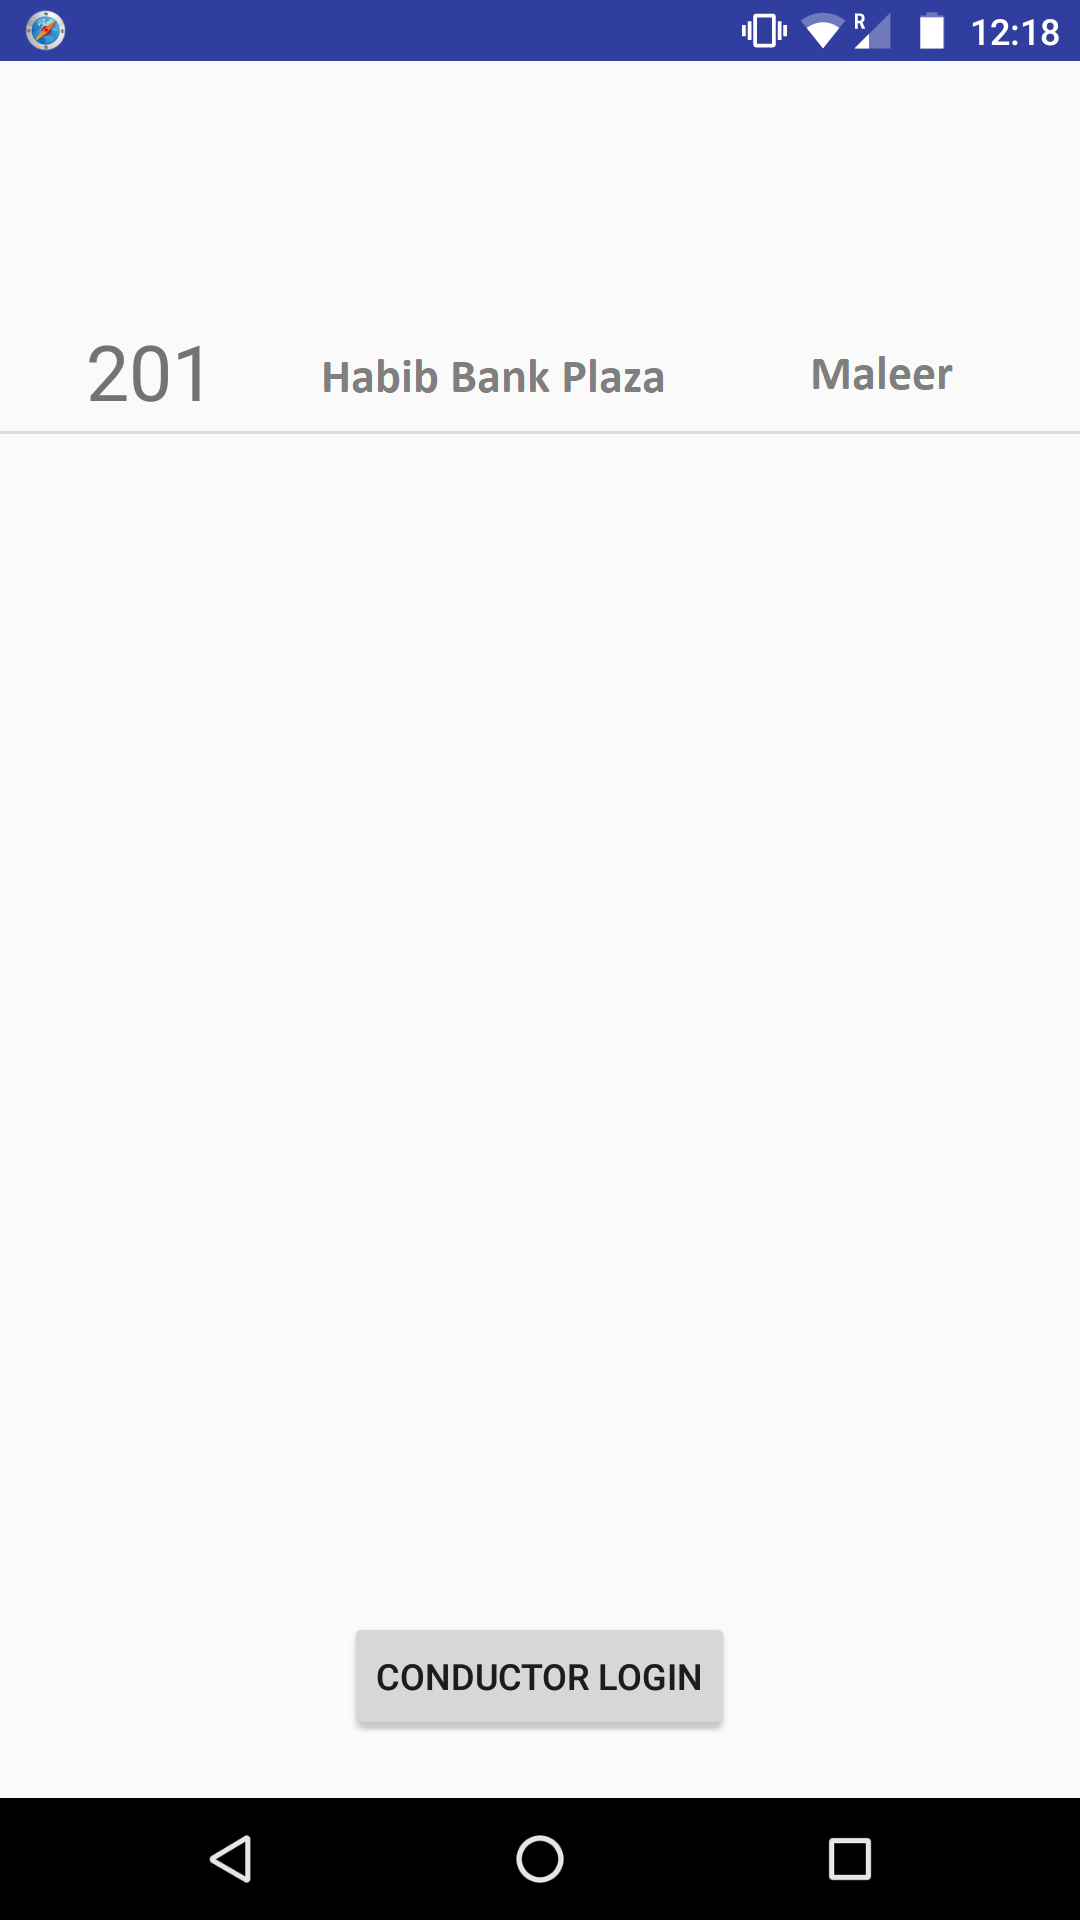 R 12:18
201 Habib Bank Plaza Maleer
CONDUCTOR LOGIN